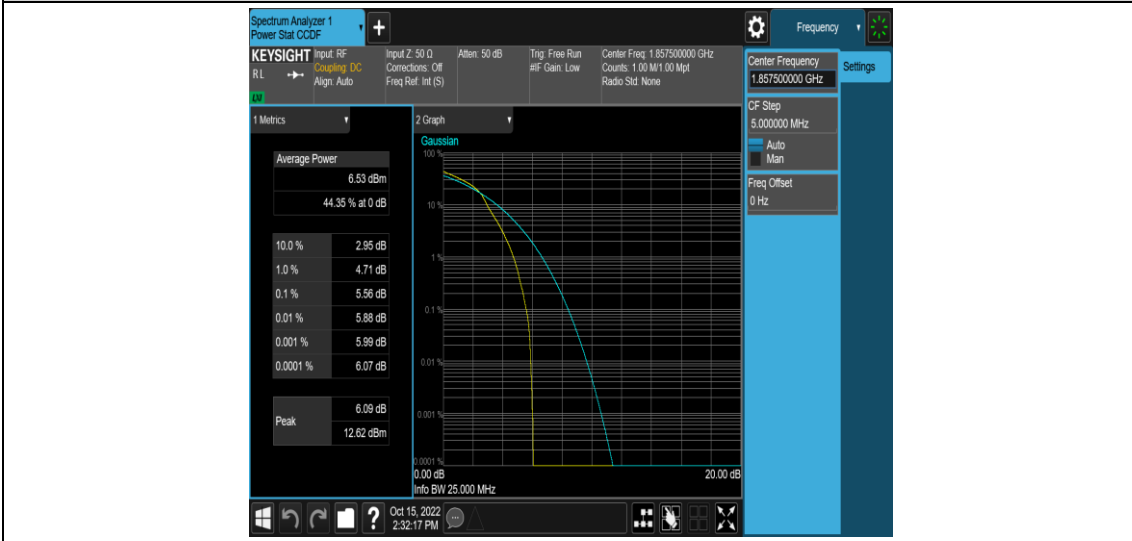 Spectrum Analyzer 1
Power Stat CCDF
+
Frequency
KEYSIGHT
Input: RF
Input Z: 50 Ω
Atten: 50 dB
Trig: Free Run
Center Freq: 1.857500000 GHz
RL
Coupling: DC
Corrections: Off
#IF Gain: Low
Counts: 1.00 M/1.00 Mpt
Align: Auto
Freq Ref: Int (S)
Radio Std: None
Center Frequency
1.857500000 GHz
Settings
CF Step
5.000000 MHz
Auto
Man
Freq Offset
0 Hz
1 Metrics
Average Power
6.53 dBm
44.35 % at 0 dB
10.0 % 2.95 dB
1.0 % 4.71 dB
0.1 % 5.56 dB
0.01 % 5.88 dB
0.001 % 5.99 dB
0.0001 % 6.07 dB
Peak
6.09 dB
12.62 dBm
2 Graph
Gaussian
100 %
10 %
1 %
0.1 %
0.01 %
0.001 %
0.0001 %
0.00 dB
20.00 dB
Info BW 25.000 MHz
?
Oct 15, 2022
2:32:17 PM